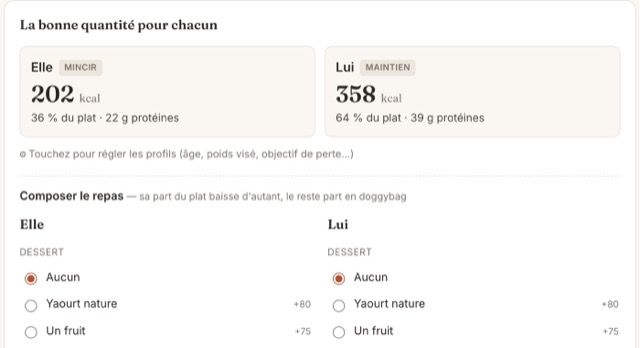 La bonne quantité pour chacun
Elle MINCIR
202 kcal
36 % du plat · 22 g protéines
Lui MAINTIEN
358 kcal
64 % du plat · 39 g protéines
Touchez pour régler les profils (âge, poids visé, objectif de perte...)
Composer le repas — sa part du plat baisse d'autant, le reste part en doggybag
Elle
DESSERT
Aucun
Yaourt nature +80
Un fruit +75
Lui
DESSERT
Aucun
Yaourt nature +80
Un fruit +75